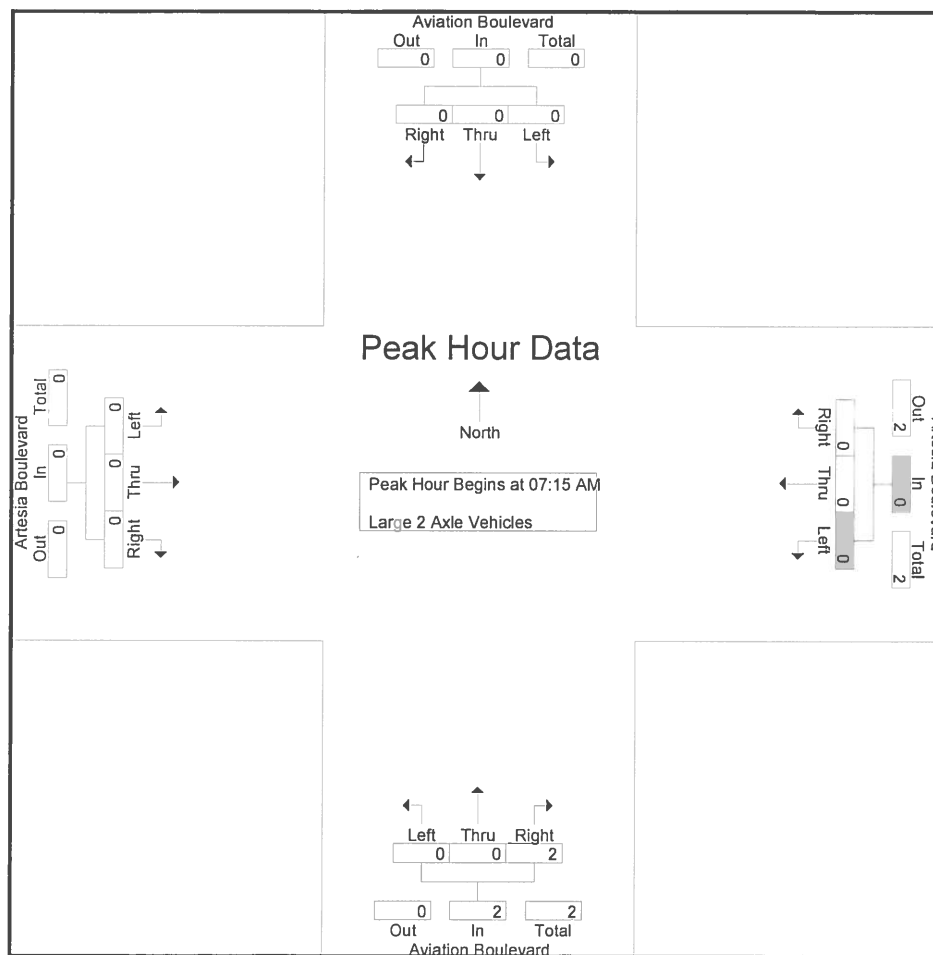 Aviation Boulevard
Out In Total
0 0 0
0 0 0
Right Thru Left
Peak Hour Data
North
Peak Hour Begins at 07:15 AM
Large 2 Axle Vehicles
Artesia Boulevard
Out In Total
0 0 0
0 0 0
Right Thru Left
Out In Total
2 0 2
0 0 0
Right Thru Left
Left Thru Right
0 0 2
0 2 2
Out In Total
Aviation Boulevard